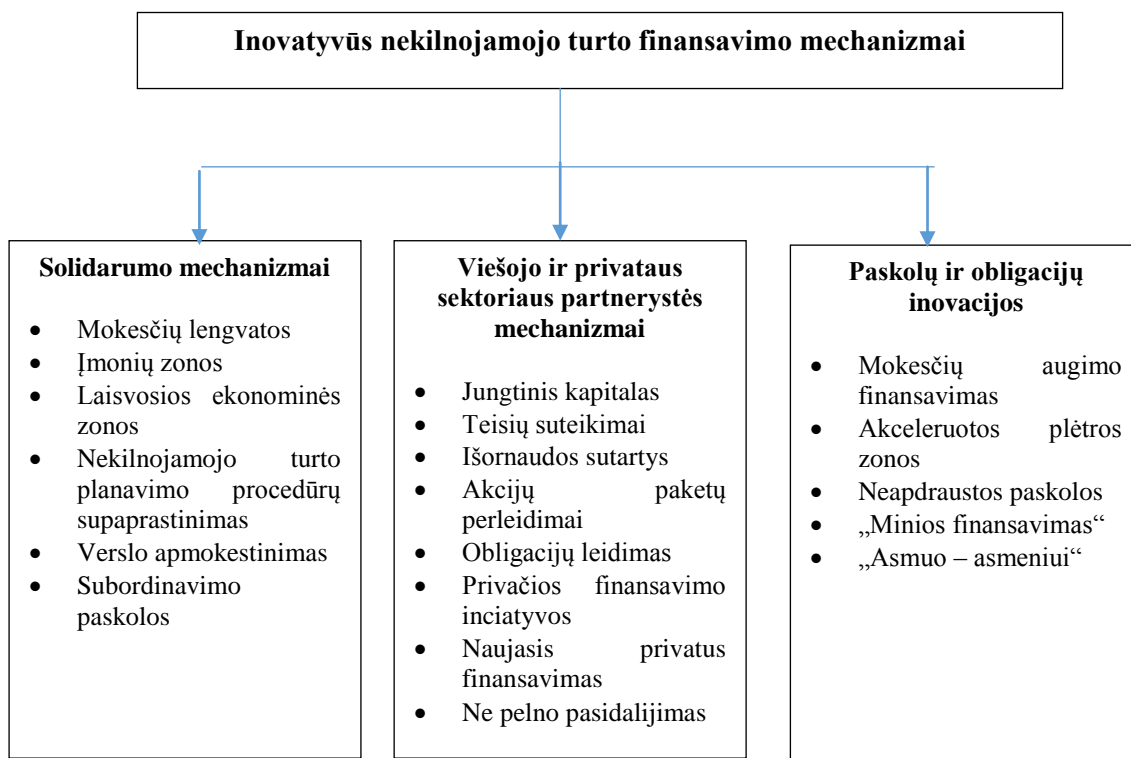 Inovatyvūs nekilnojamojo turto finansavimo mechanizmai
Solidarumo mechanizmai
• Mokesčių lengvatos
• Įmonių zonos
• Laisvosios ekonominės
zonos
• Nekilnojamojo turto
planavimo procedūrų
supaprastinimas
• Verslo apmokestinimas
• Subordinavimo
paskolos
Viešojo ir privataus
sektoriaus partnerystės
mechanizmai
• Jungtinis kapitalas
• Teisių suteikimai
• Išornaudos sutartys
• Akcijų paketų
perleidimai
• Obligacijų leidimas
• Privačios finansavimo
inciatyvos
• Naujasis privatus
finansavimas
• Ne pelno pasidalijimas
Paskolų ir obligacijų
inovacijos
• Mokesčių augimo
finansavimas
• Akceleruotos plėtros
zonos
• Neapdraustos paskolos
• „Minios finansavimas“
• „Asmuo – asmeniui“